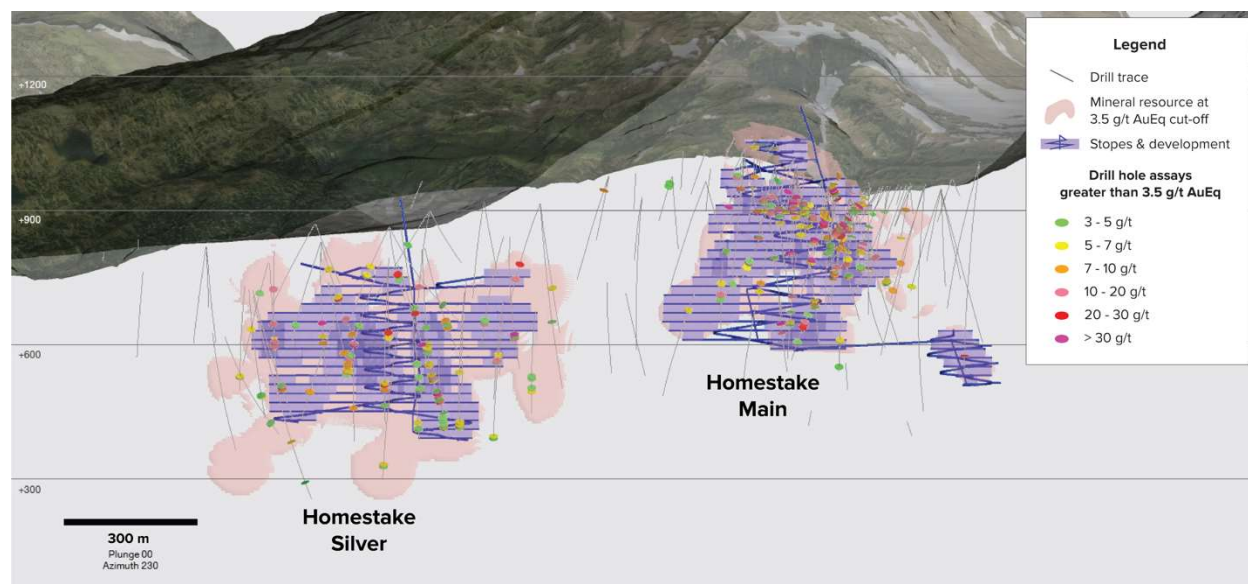 Legend
Drill trace
Mineral resource at
3.5 g/t AuEq cut-off
Stopes & development
Drill hole assays
greater than 3.5 g/t AuEq
3 - 5 g/t
5 - 7 g/t
7 - 10 g/t
10 - 20 g/t
20 - 30 g/t
> 30 g/t
+1200
+900
+600
+300
Homestake
Main
Homestake
Silver
300 m
Plunge 00
Azimuth 230